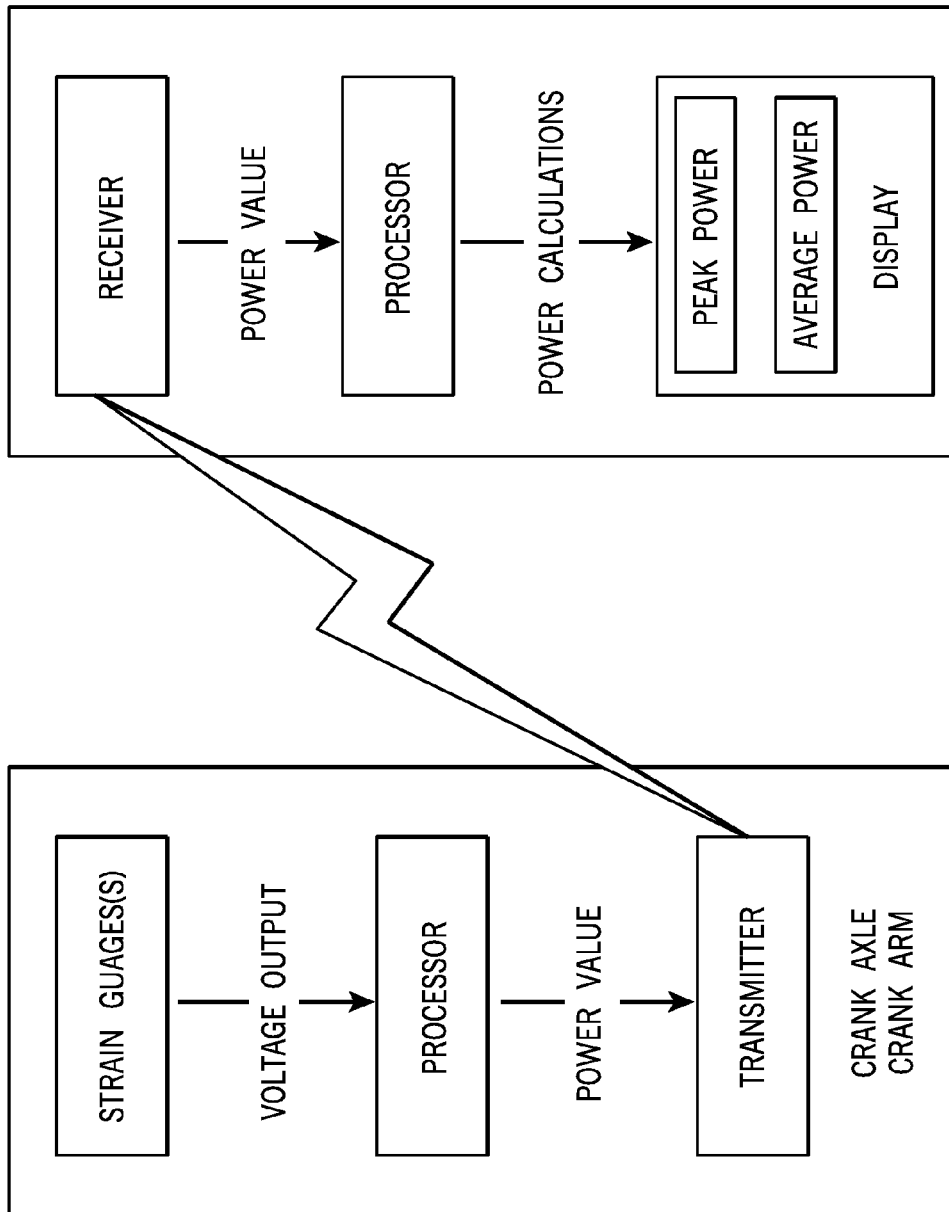 STRAIN GUAGES(S)
VOLTAGE OUTPUT
PROCESSOR
POWER VALUE
TRANSMITTER
CRANK AXLE
CRANK ARM
RECEIVER
POWER VALUE
PROCESSOR
POWER CALCULATIONS
PEAK POWER
AVERAGE POWER
DISPLAY